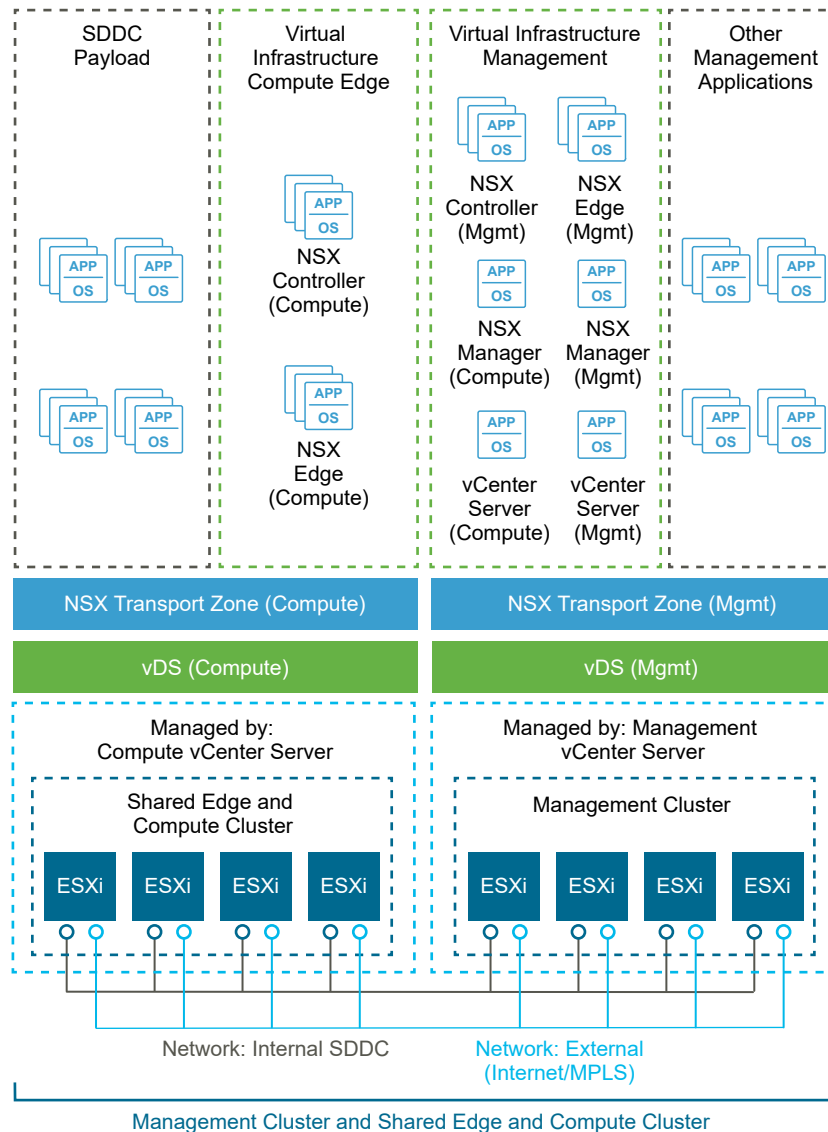 SDDC
Payload
Virtual
Infrastructure
Compute Edge
Virtual Infrastructure
Management
Other
Management
Applications
APP
OS
APP
OS
APP
OS
APP
OS
APP
OS
NSX
Controller
(Compute)
APP
OS
NSX
Edge
(Compute)
APP
OS
NSX
Controller
(Mgmt)
APP
OS
NSX
Edge
(Mgmt)
APP
OS
NSX
Manager
(Compute)
APP
OS
NSX
Manager
(Mgmt)
APP
OS
vCenter
Server
(Compute)
APP
OS
vCenter
Server
(Mgmt)
APP
OS
APP
OS
APP
OS
APP
OS
NSX Transport Zone (Compute)
NSX Transport Zone (Mgmt)
vDS (Compute)
vDS (Mgmt)
Managed by:
Compute vCenter Server
Shared Edge and
Compute Cluster
ESXi
ESXi
ESXi
ESXi
Managed by: Management
vCenter Server
Management Cluster
ESXi
ESXi
ESXi
ESXi
Network: Internal SDDC
Network: External
(Internet/MPLS)
Management Cluster and Shared Edge and Compute Cluster